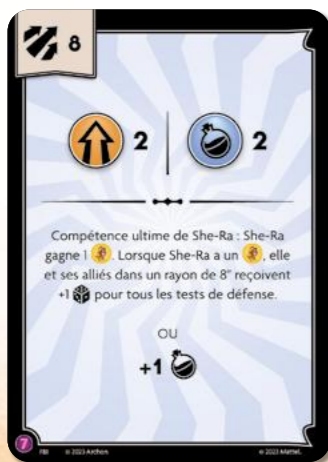 8
2 2
Compétence ultime de She-Ra : She-Ra
gagne 1 . Lorsque She-Ra a un , elle
et ses alliés dans un rayon de 8" reçoivent
+1 pour tous les tests de défense.
OU
+1
7 © 2023 Archon. © 2023 Mattel.